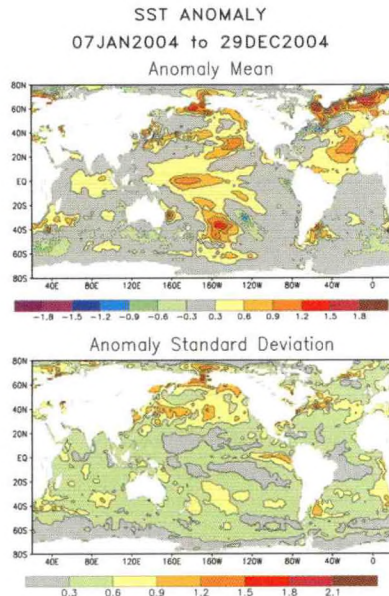 SST ANOMALY
07JAN2004 to 29DEC2004
Anomaly Mean
80N
60N
40N
20N
EQ
20S
40S
60S
80S
40E 80E 120E 160E 160W 120W 80W 40W 0
-1.8 -1.5 -1.2 -0.9 -0.6 -0.3 0.3 0.6 0.9 1.2 1.5 1.8
Anomaly Standard Deviation
80N
60N
40N
20N
EQ
20S
40S
60S
80S
40E 80E 120E 160E 160W 120W 80W 40W 0
0.3 0.6 0.9 1.2 1.5 1.8 2.1